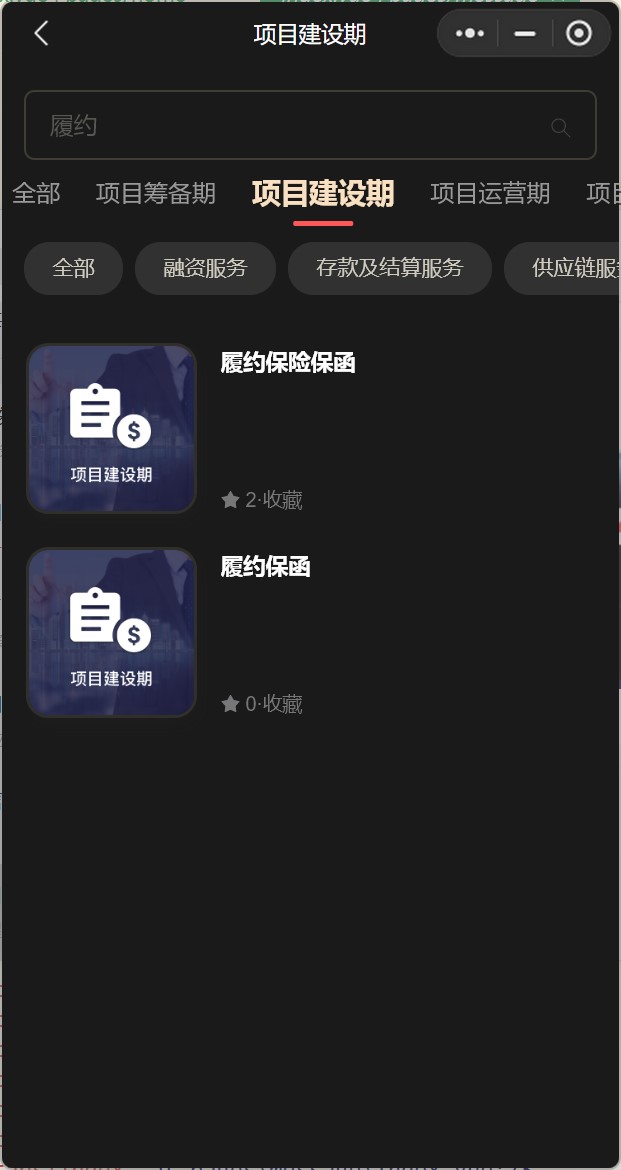 项目建设期
履约
全部 项目筹备期 项目建设期 项目运营期 项目
全部 融资服务 存款及结算服务 供应链服
履约保险保函
项目建设期
2·收藏
履约保函
项目建设期
0·收藏